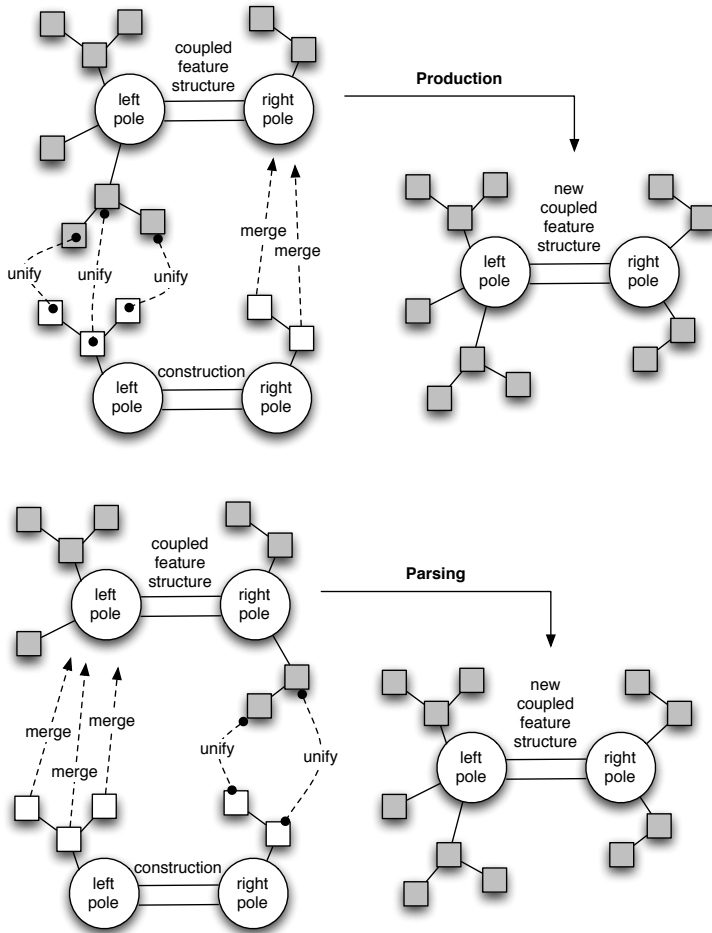 coupled
feature
structure
Production
left
pole
right
pole
new
coupled
feature
structure
merge
merge
unify
unify
unify
left
pole
right
pole
construction
left
pole
right
pole
coupled
feature
structure
Parsing
left
pole
right
pole
new
coupled
feature
structure
merge
merge
merge
unify
unify
left
pole
right
pole
construction
left
pole
right
pole